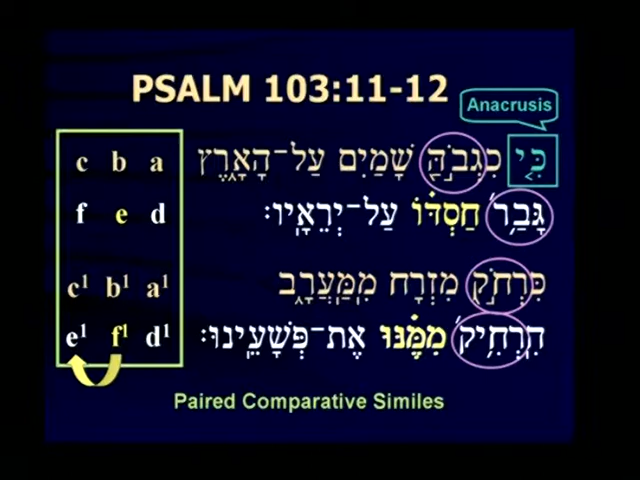 PSALM 103:11-12
Anacrusis
כִּ֤י כִגְבֹ֣הַּ שָׁ֭מַיִם עַל־הָאָ֑רֶץ
גָּבַ֥ר חַ֝סְדּ֗וֹ עַל־יְרֵאָֽיו׃
כִּרְחֹ֣ק מִ֭זְרָח מִֽמַּעֲרָ֑ב
הִֽרְחִ֥יק מִ֝מֶּ֗נּוּ אֶת־פְּשָׁעֵֽינוּ׃
c b a
f e d
c¹ b¹ a¹
e¹ f¹ d¹
Paired Comparative Similes